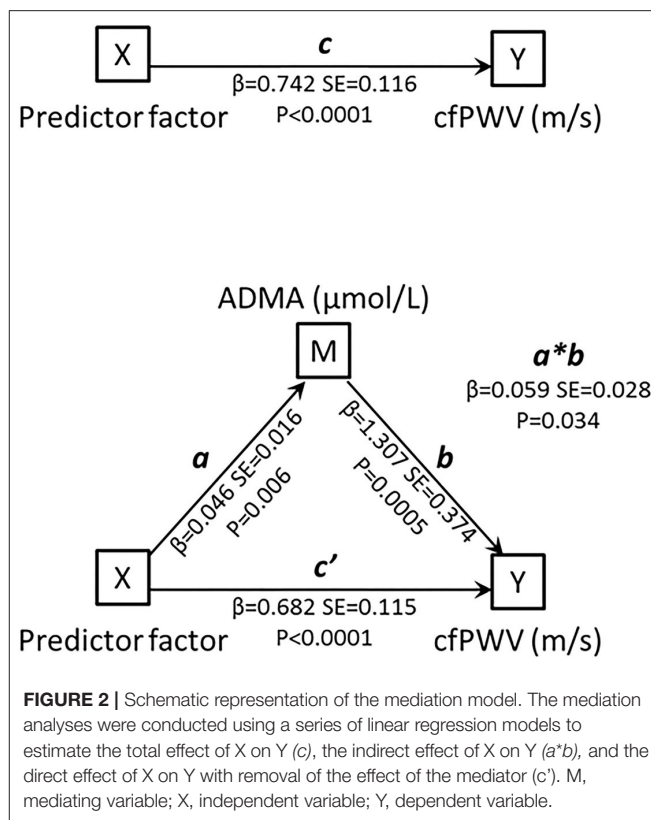 c
X
Y
β=0.742 SE=0.116
Predictor factor
cfPWV (m/s)
P<0.0001
ADMA (μmol/L)
M
a*b
β=0.059 SE=0.028
P=0.034
a
β=0.046 SE=0.016
P=0.006
b
β=1.307 SE=0.374
P=0.0005
c’
X
Y
β=0.682 SE=0.115
Predictor factor
cfPWV (m/s)
P<0.0001
FIGURE 2 | Schematic representation of the mediation model. The mediation
analyses were conducted using a series of linear regression models to
estimate the total effect of X on Y (c), the indirect effect of X on Y (a*b), and the
direct effect of X on Y with removal of the effect of the mediator (c’). M,
mediating variable; X, independent variable; Y, dependent variable.